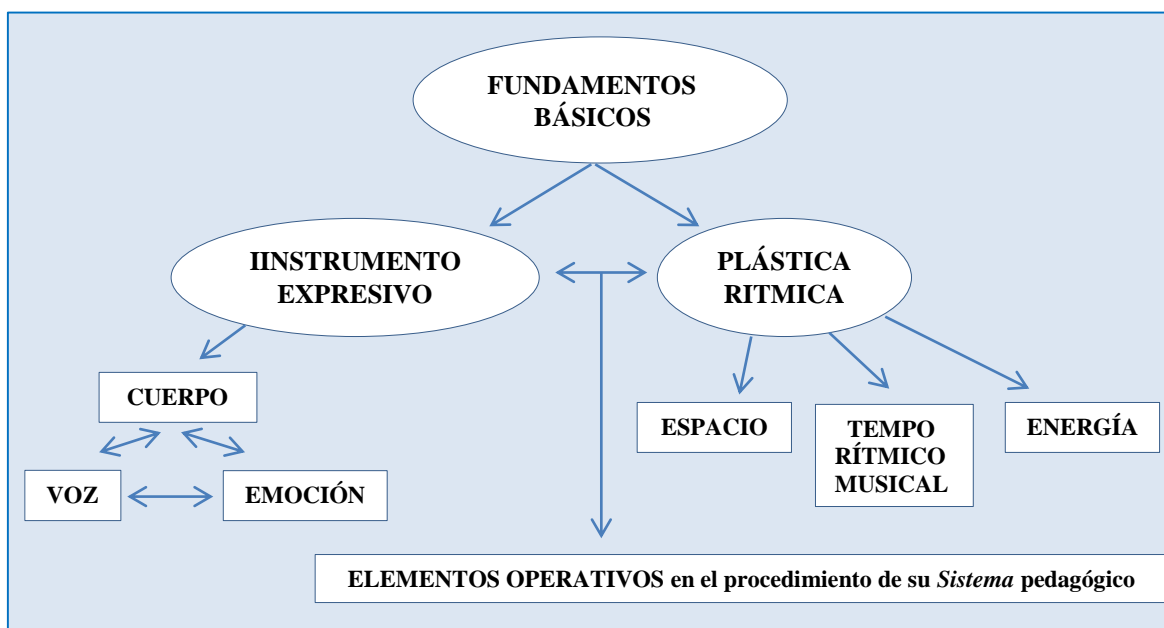 FUNDAMENTOS
BÁSICOS
IINSTRUMENTO
EXPRESIVO
PLÁSTICA
RITMICA
CUERPO
VOZ
EMOCIÓN
ESPACIO
TEMPO
RÍTMICO
MUSICAL
ENERGÍA
ELEMENTOS OPERATIVOS en el procedimiento de su Sistema pedagógico